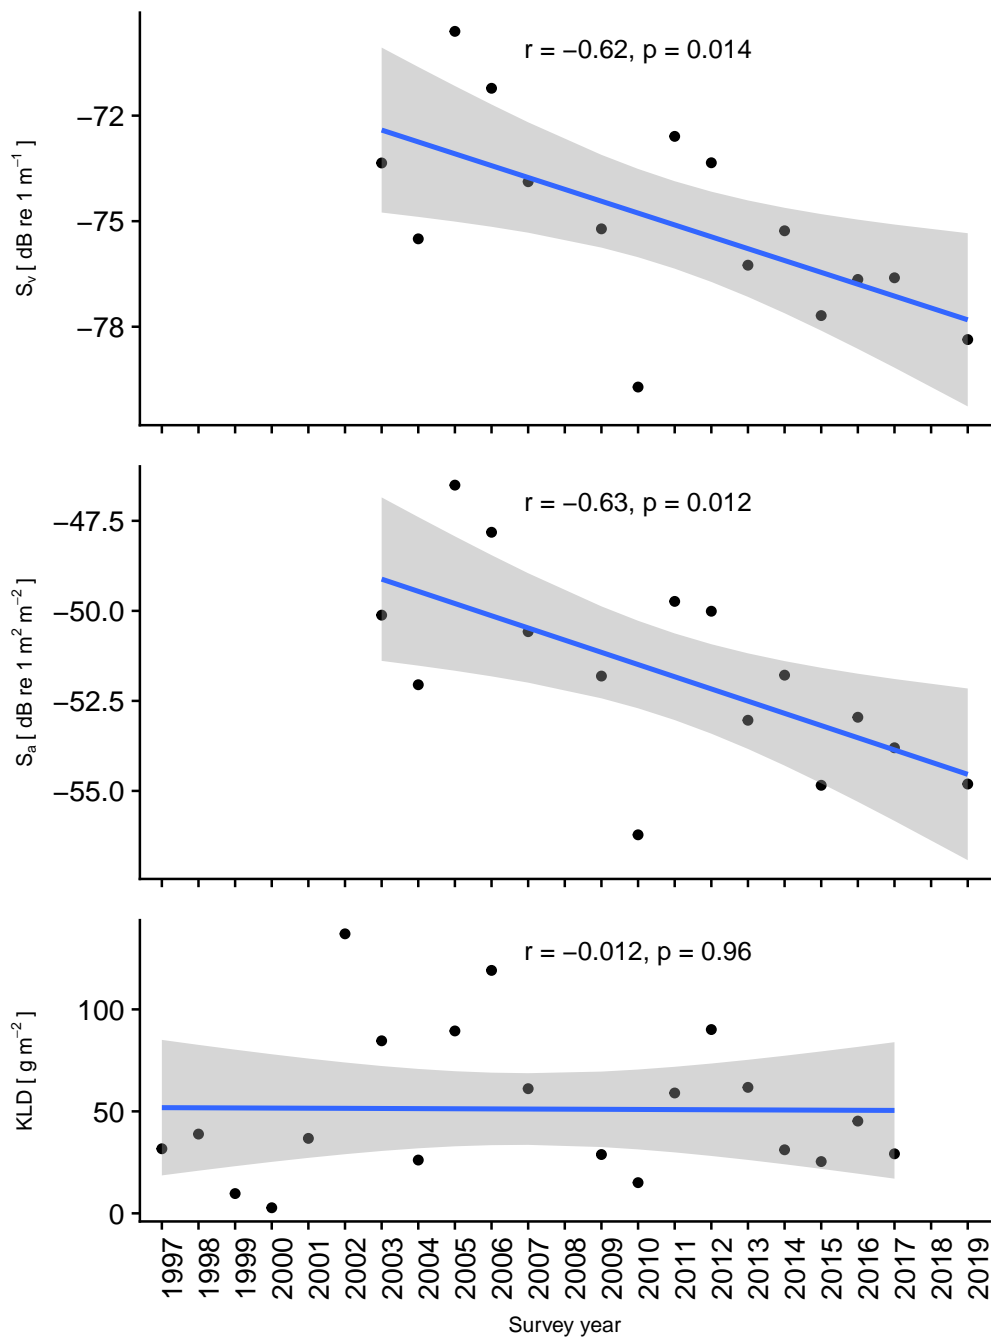 r = −0.62, p = 0.014
−72
−75
−78
Sᵥ [ dB re 1 m⁻¹ ]
r = −0.63, p = 0.012
−47.5
−50.0
−52.5
−55.0
Sₐ [ dB re 1 m² m⁻² ]
r = −0.012, p = 0.96
100
50
0
KLD [ g m⁻² ]
1997 1998 1999 2000 2001 2002 2003 2004 2005 2006 2007 2008 2009 2010 2011 2012 2013 2014 2015 2016 2017 2018 2019
Survey year